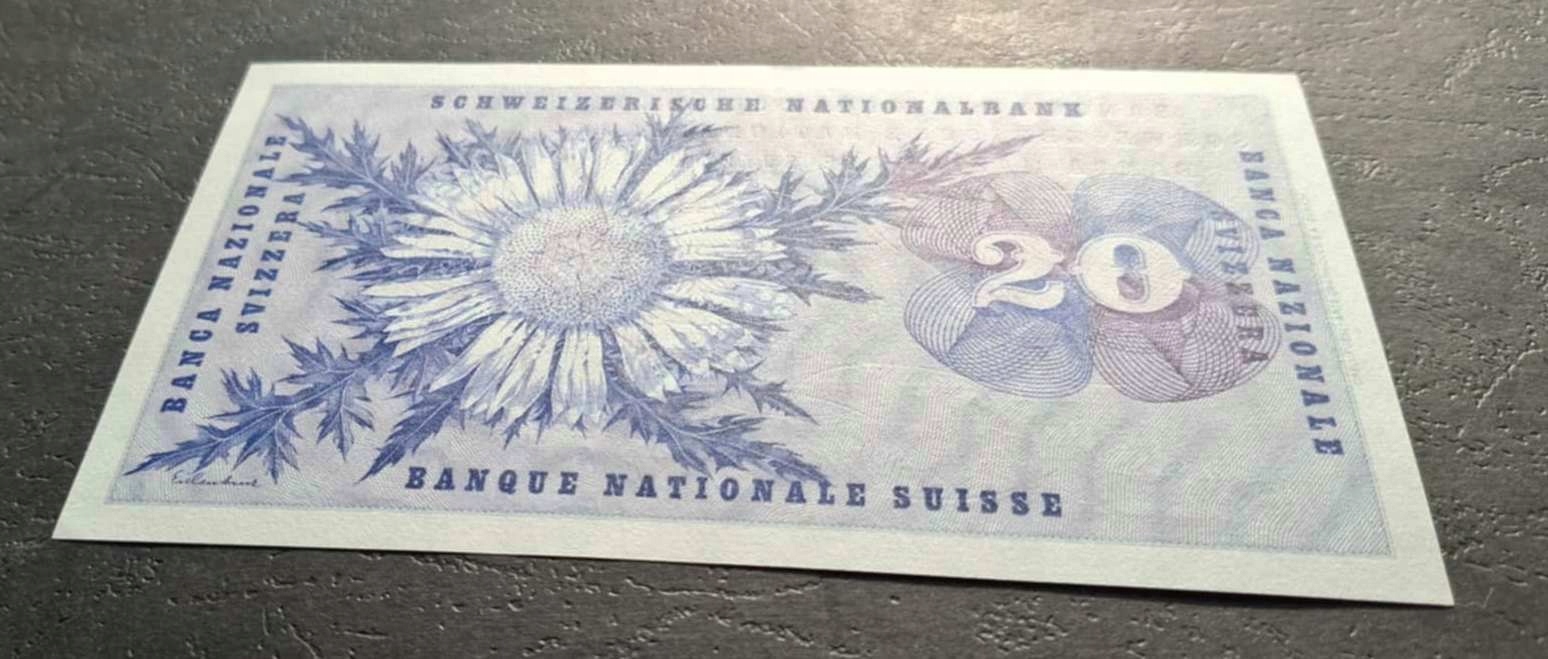 SCHWEIZERISCHE NATIONALBANK
BANCA NAZIONALE
SVIZZERA
20
BANCA NAZIONALE
SVIZZERA
BANQUE NATIONALE SUISSE